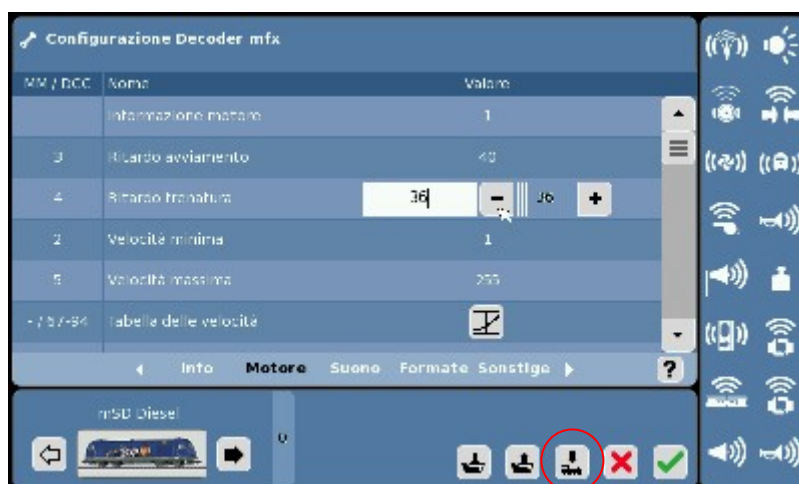 Configurazione Decoder mfx
MM / DCC Nome Valore
Informazione motore 1
3 Ritardo avviamento 40
4 Ritardo frenatura 36 - 36 +
2 Velocità minima 1
5 Velocità massima 255
- / 67-94 Tabella delle velocità
Info Motore Suono Formate Sonstige ?
mSD Diesel
0